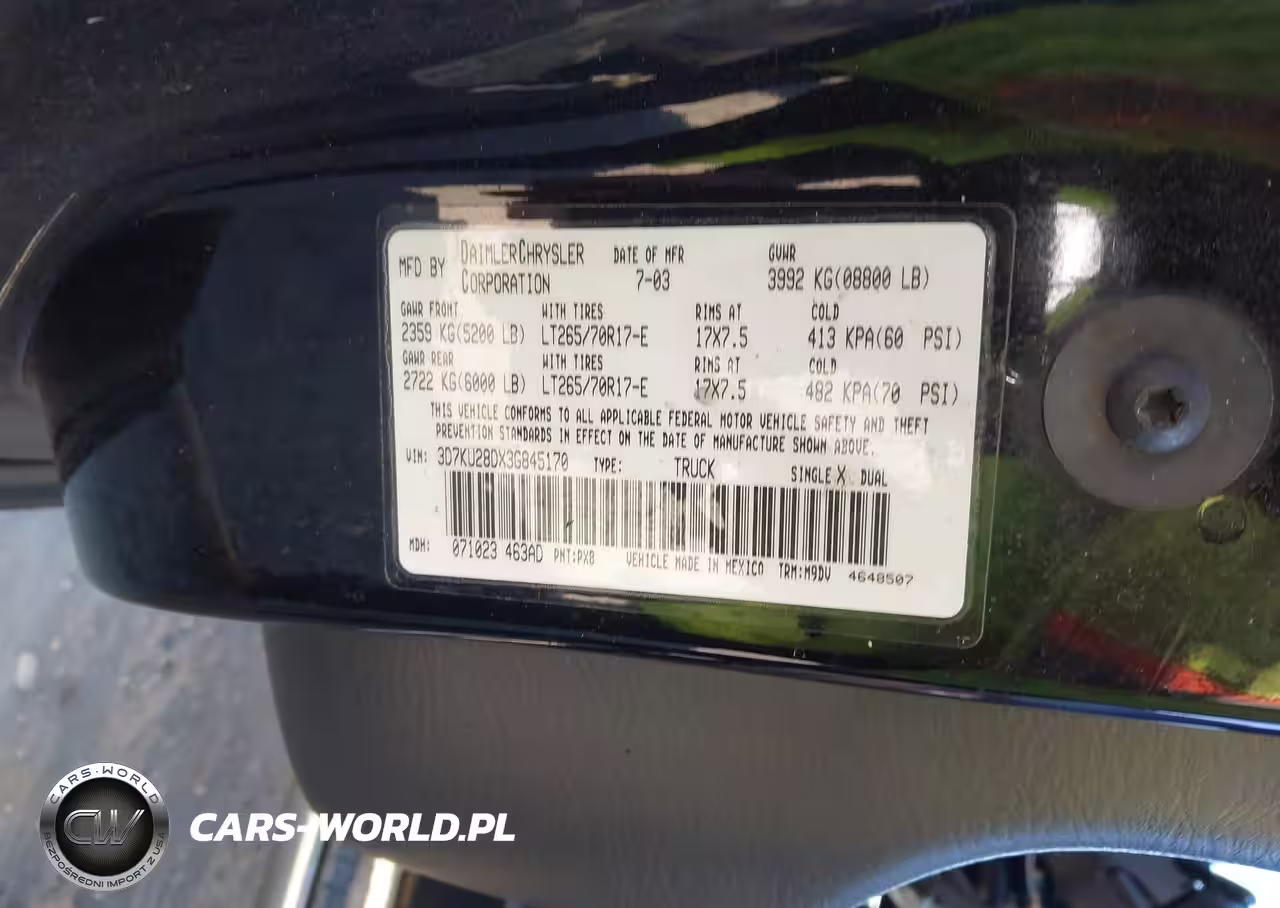 MFD BY DAIMLERCHRYSLER CORPORATION DATE OF MFR 7-03 GVWR 3992 KG(08800 LB)
GAWR FRONT WITH TIRES RIMS AT COLD
2359 KG(5200 LB) LT265/70R17-E 17X7.5 413 KPA(60 PSI)
GAWR REAR WITH TIRES RIMS AT COLD
2722 KG(6000 LB) LT265/70R17-E 17X7.5 482 KPA(70 PSI)
THIS VEHICLE CONFORMS TO ALL APPLICABLE FEDERAL MOTOR VEHICLE SAFETY AND THEFT
PREVENTION STANDARDS IN EFFECT ON THE DATE OF MANUFACTURE SHOWN ABOVE.
VIN: 3D7KU28DX3G845170 TYPE: TRUCK SINGLE X DUAL
MDH: 071023 463AD PNT:PX8 VEHICLE MADE IN MEXICO TRM:M9DV 4648507
CARS-WORLD
CW
BEZPOŚREDNI IMPORT Z USA
CARS-WORLD.PL